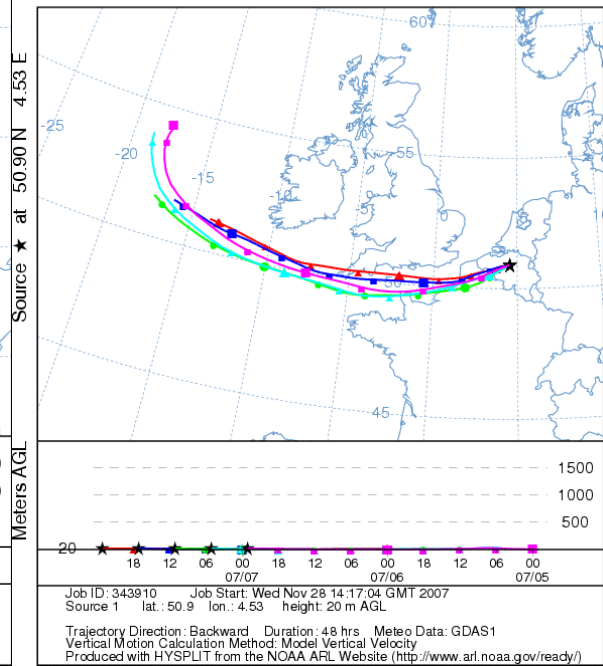 Source ★ at 50.90 N 4.53 E
60
-25
-20
-15
-10
-5
55
50
45
Meters AGL
1500
1000
500
20
18 12 06 00 18 12 06 00 18 12 06 00
07/07 07/06 07/05
Job ID: 343910 Job Start: Wed Nov 28 14:17:04 GMT 2007
Source 1 lat.: 50.9 lon.: 4.53 height: 20 m AGL
Trajectory Direction: Backward Duration: 48 hrs Meteo Data: GDAS1
Vertical Motion Calculation Method: Model Vertical Velocity
Produced with HYSPLIT from the NOAA ARL Website (http://www.arl.noaa.gov/ready/)